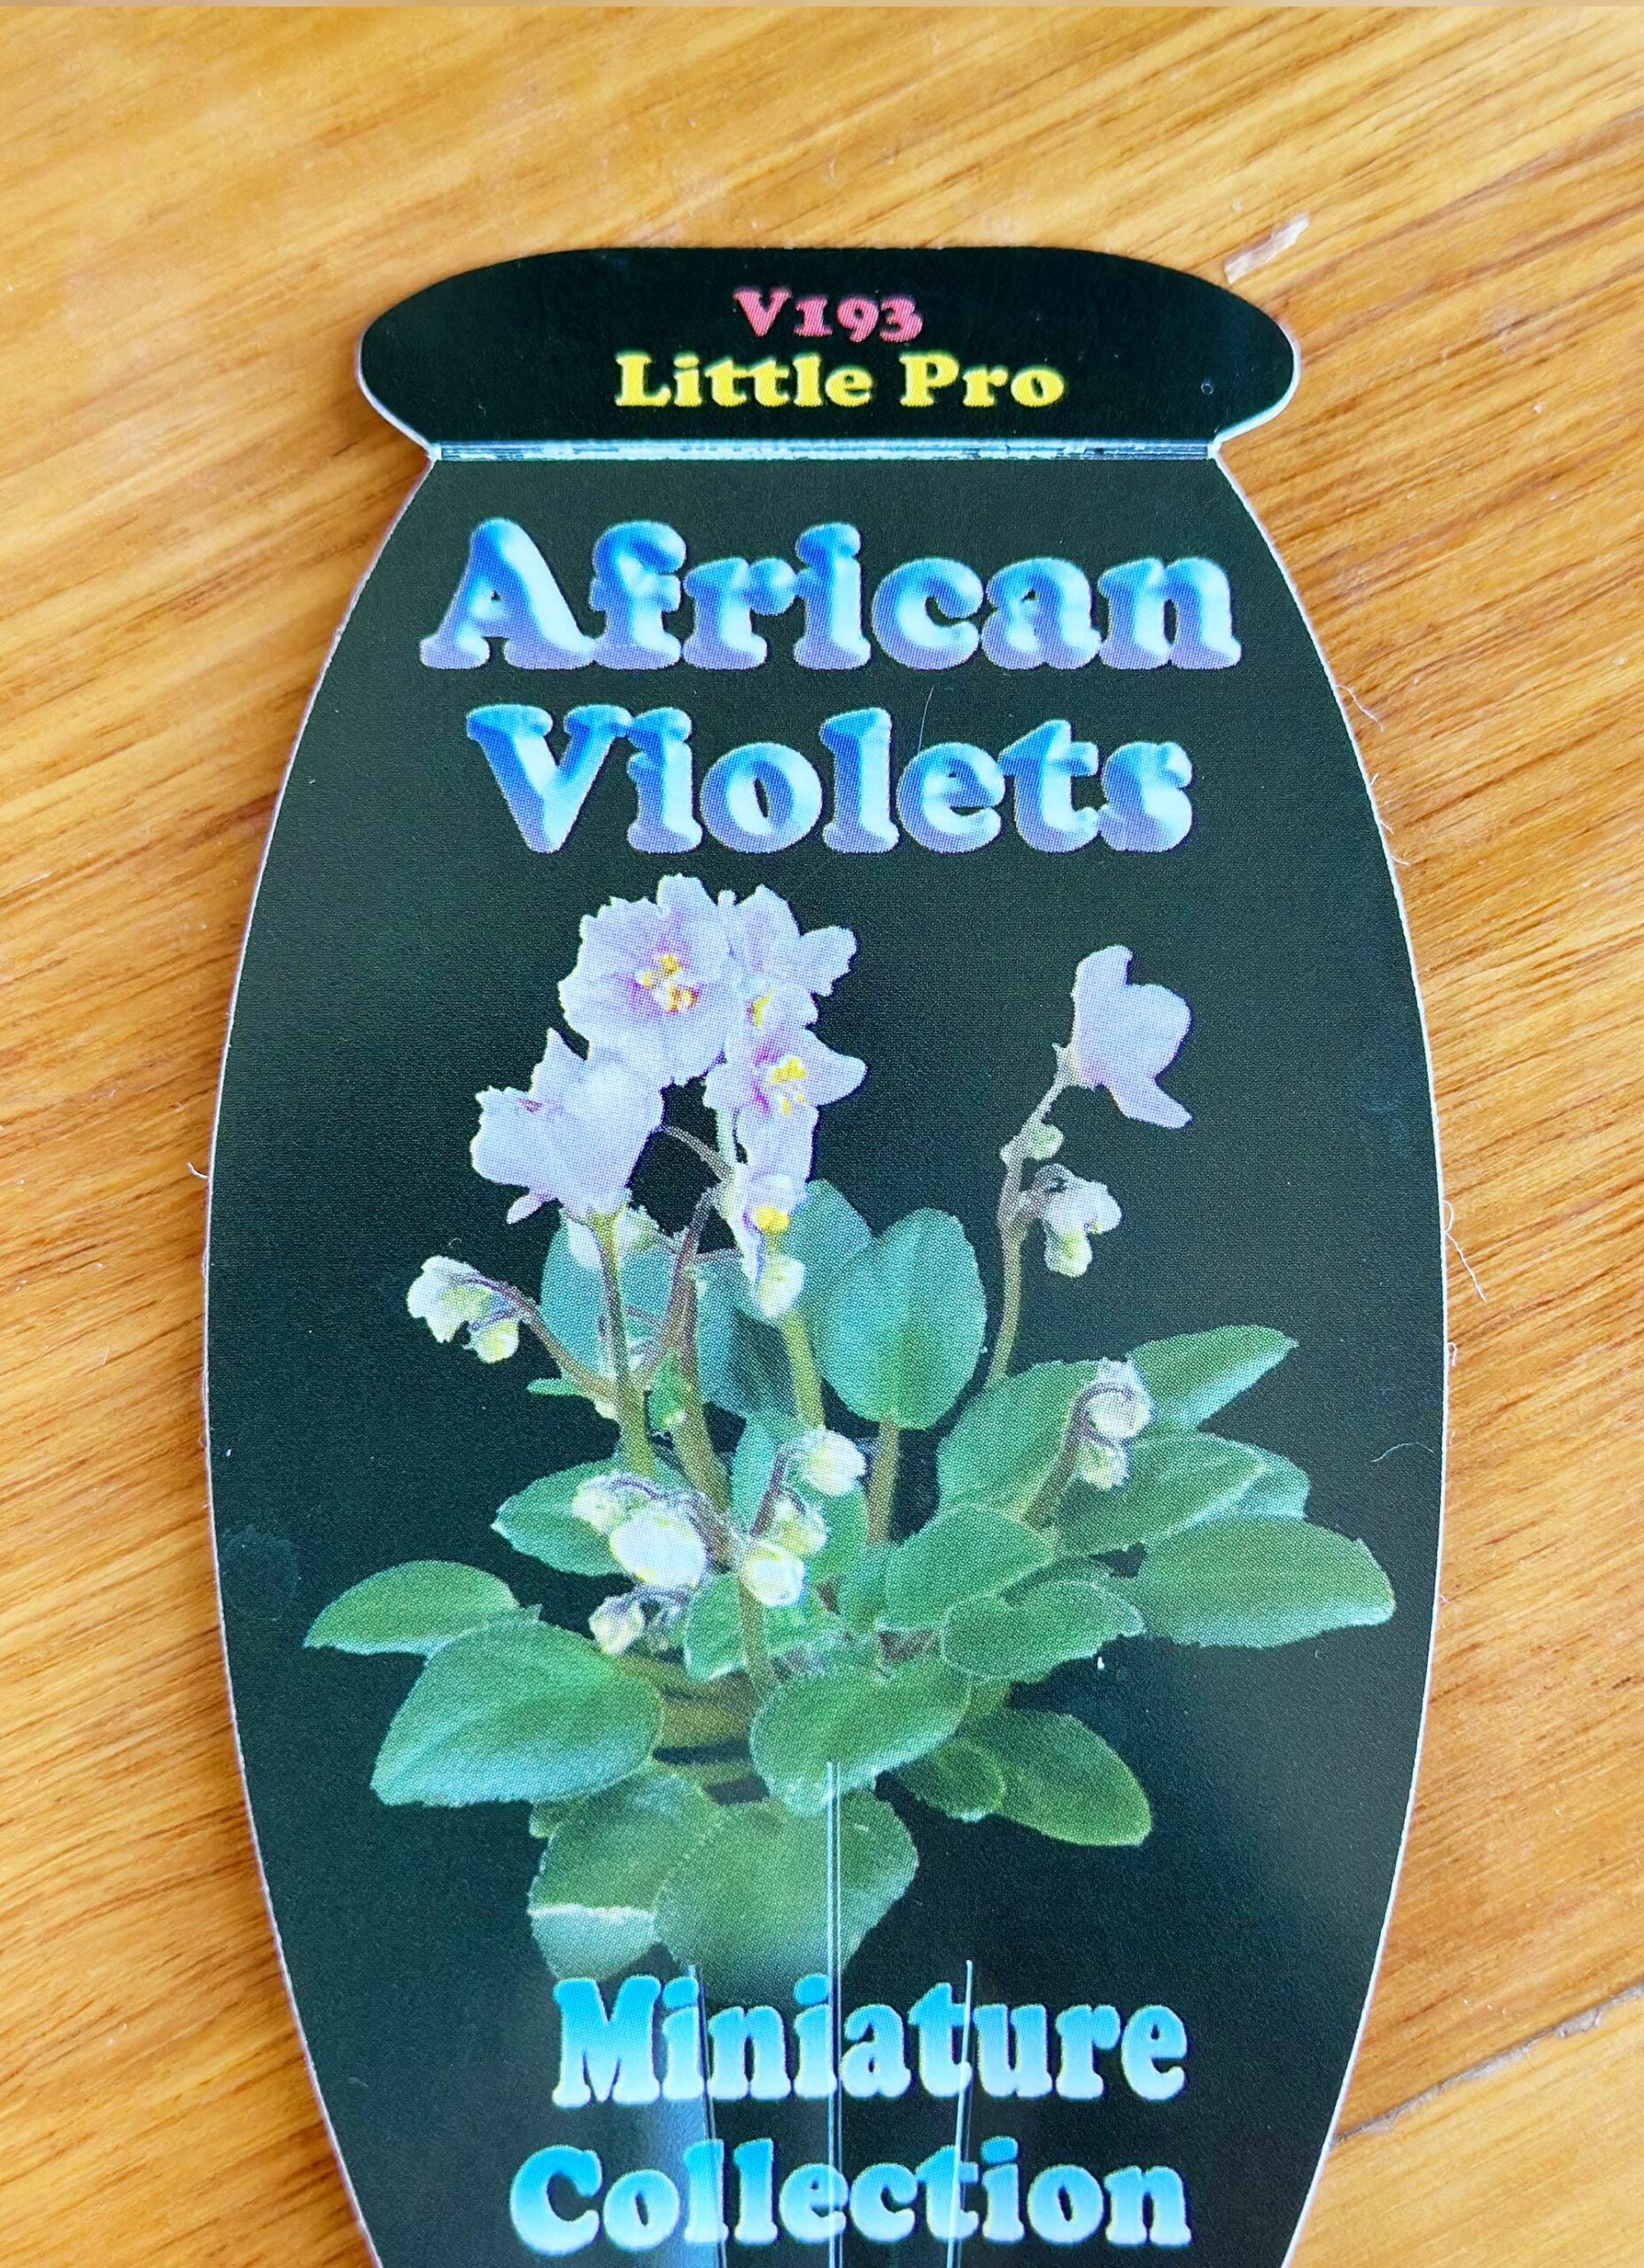 V193
Little Pro
African
Violets
Miniature
Collection